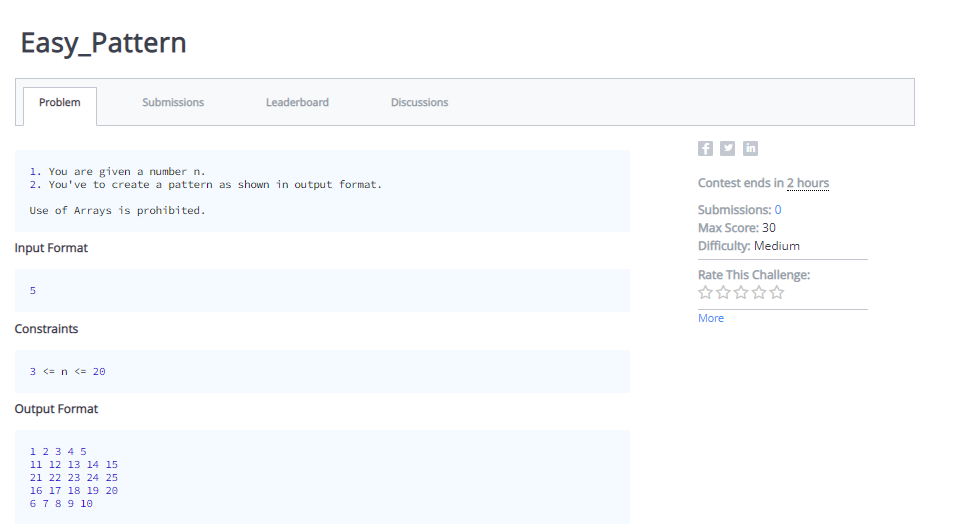 Easy_Pattern
Problem Submissions Leaderboard Discussions
1. You are given a number n.
2. You've to create a pattern as shown in output format.
Use of Arrays is prohibited.
Input Format
5
Constraints
3 <= n <= 20
Output Format
1 2 3 4 5
11 12 13 14 15
21 22 23 24 25
16 17 18 19 20
6 7 8 9 10
f in
Contest ends in 2 hours
Submissions: 0
Max Score: 30
Difficulty: Medium
Rate This Challenge:
More